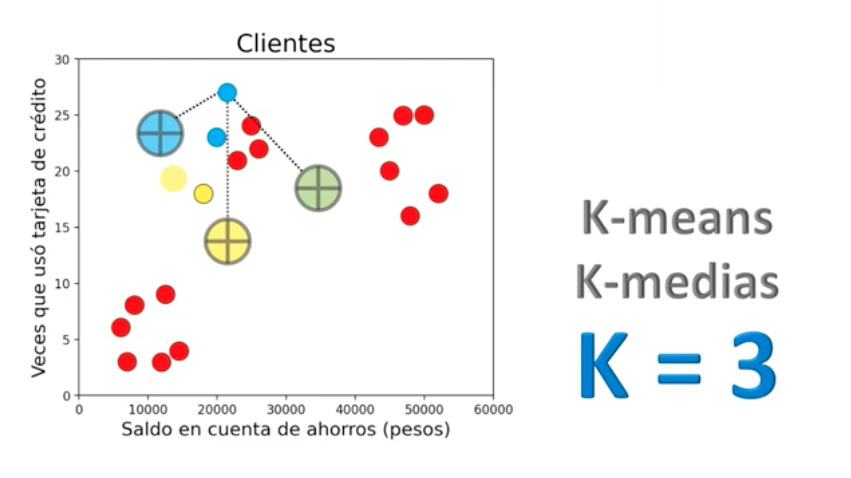 Clientes
Veces que usó tarjeta de crédito
30
25
20
15
10
5
0
0 10000 20000 30000 40000 50000 60000
Saldo en cuenta de ahorros (pesos)
K-means
K-medias
K = 3